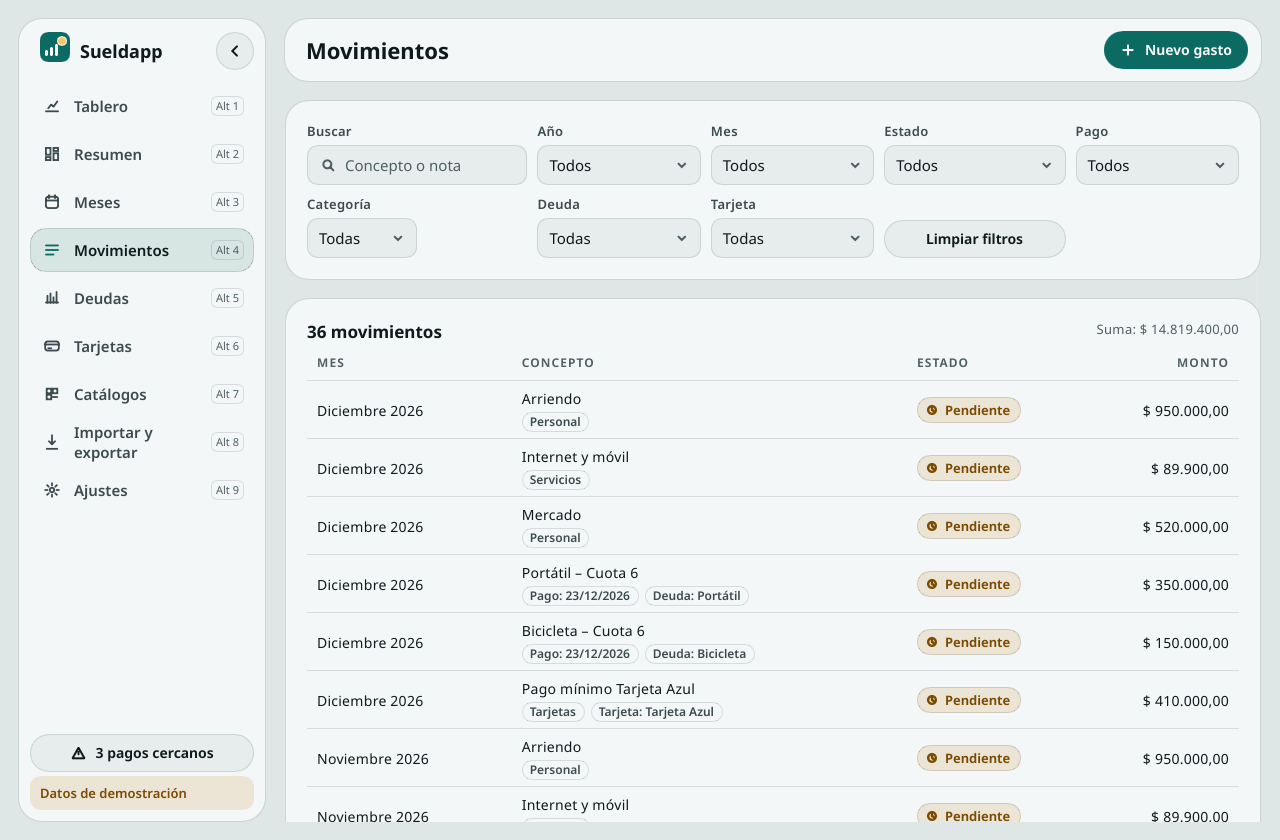 Sueldapp
Tablero Alt 1
Resumen Alt 2
Meses Alt 3
Movimientos Alt 4
Deudas Alt 5
Tarjetas Alt 6
Catálogos Alt 7
Importar y
exportar Alt 8
Ajustes Alt 9
3 pagos cercanos
Datos de demostración
Movimientos
Nuevo gasto
Buscar Año Mes Estado Pago
Concepto o nota Todos Todos Todos Todos
Categoría Deuda Tarjeta
Todas Todas Todas Limpiar filtros
36 movimientos Suma: $ 14.819.400,00
MES CONCEPTO ESTADO MONTO
Diciembre 2026 Arriendo Pendiente $ 950.000,00
Personal
Diciembre 2026 Internet y móvil Pendiente $ 89.900,00
Servicios
Diciembre 2026 Mercado Pendiente $ 520.000,00
Personal
Diciembre 2026 Portátil – Cuota 6 Pendiente $ 350.000,00
Pago: 23/12/2026 Deuda: Portátil
Diciembre 2026 Bicicleta – Cuota 6 Pendiente $ 150.000,00
Pago: 23/12/2026 Deuda: Bicicleta
Diciembre 2026 Pago mínimo Tarjeta Azul Pendiente $ 410.000,00
Tarjetas Tarjeta: Tarjeta Azul
Noviembre 2026 Arriendo Pendiente $ 950.000,00
Personal
Noviembre 2026 Internet y móvil Pendiente $ 89.900,00